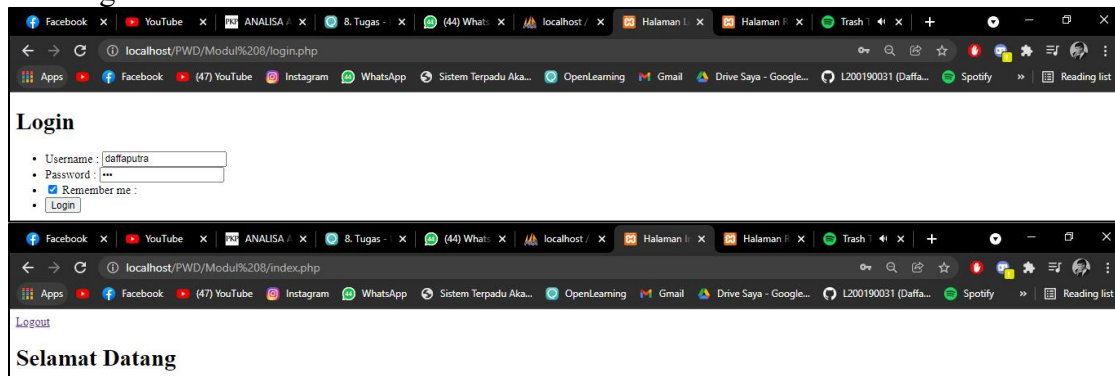 Facebook YouTube ANALISA A 8. Tugas - (44) Whats localhost / Halaman L Halaman R Trash T
localhost/PWD/Modul%208/login.php
Apps Facebook (47) YouTube Instagram WhatsApp Sistem Terpadu Aka... OpenLearning Gmail Drive Saya - Google... L200190031 (Daffa... Spotify » Reading list
Login
• Username : daffaputra
• Password : •••
• Remember me :
• Login
Facebook YouTube ANALISA A 8. Tugas - (44) Whats localhost / Halaman In Halaman R Trash T
localhost/PWD/Modul%208/index.php
Apps Facebook (47) YouTube Instagram WhatsApp Sistem Terpadu Aka... OpenLearning Gmail Drive Saya - Google... L200190031 (Daffa... Spotify » Reading list
Logout
Selamat Datang